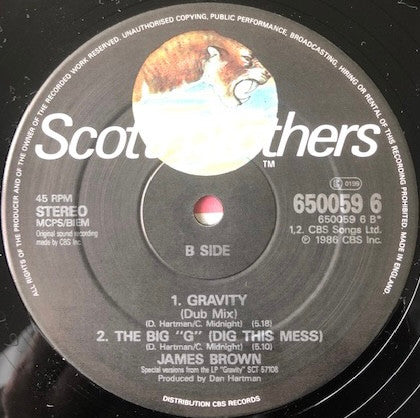 ALL RIGHTS OF THE PRODUCER AND OF THE OWNER OF THE RECORDED WORK RESERVED. UNAUTHORISED COPYING, PUBLIC PERFORMANCE, BROADCASTING, HIRING OR RENTAL OF THIS RECORDING PROHIBITED. MADE IN ENGLAND.
Scott thers
TM
45 RPM
STEREO
MCPS/BIEM
Original sound recording
made by CBS Inc.
B SIDE
0199
650059 6
650059 6 B*
1,2. CBS Songs Ltd.
℗ 1986 CBS Inc.
1. GRAVITY
(Dub Mix)
(D. Hartman/C. Midnight) (5.18)
2. THE BIG "G" (DIG THIS MESS)
(D. Hartman/C. Midnight) (5.10)
JAMES BROWN
Special versions from the LP "Gravity" SCT 57108
Produced by Dan Hartman
DISTRIBUTION CBS RECORDS